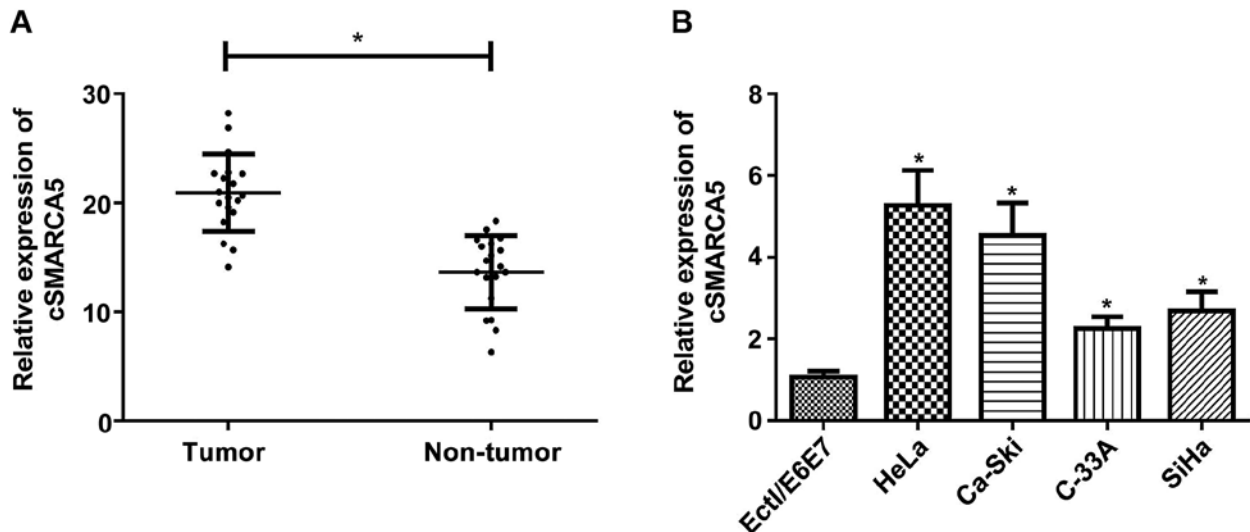 A
*
Relative expression of
cSMARCA5
30
20
10
0
Tumor
Non-tumor
B
Relative expression of
cSMARCA5
8
6
4
2
0
*
*
*
*
Ectl/E6E7
HeLa
Ca-Ski
C-33A
SiHa